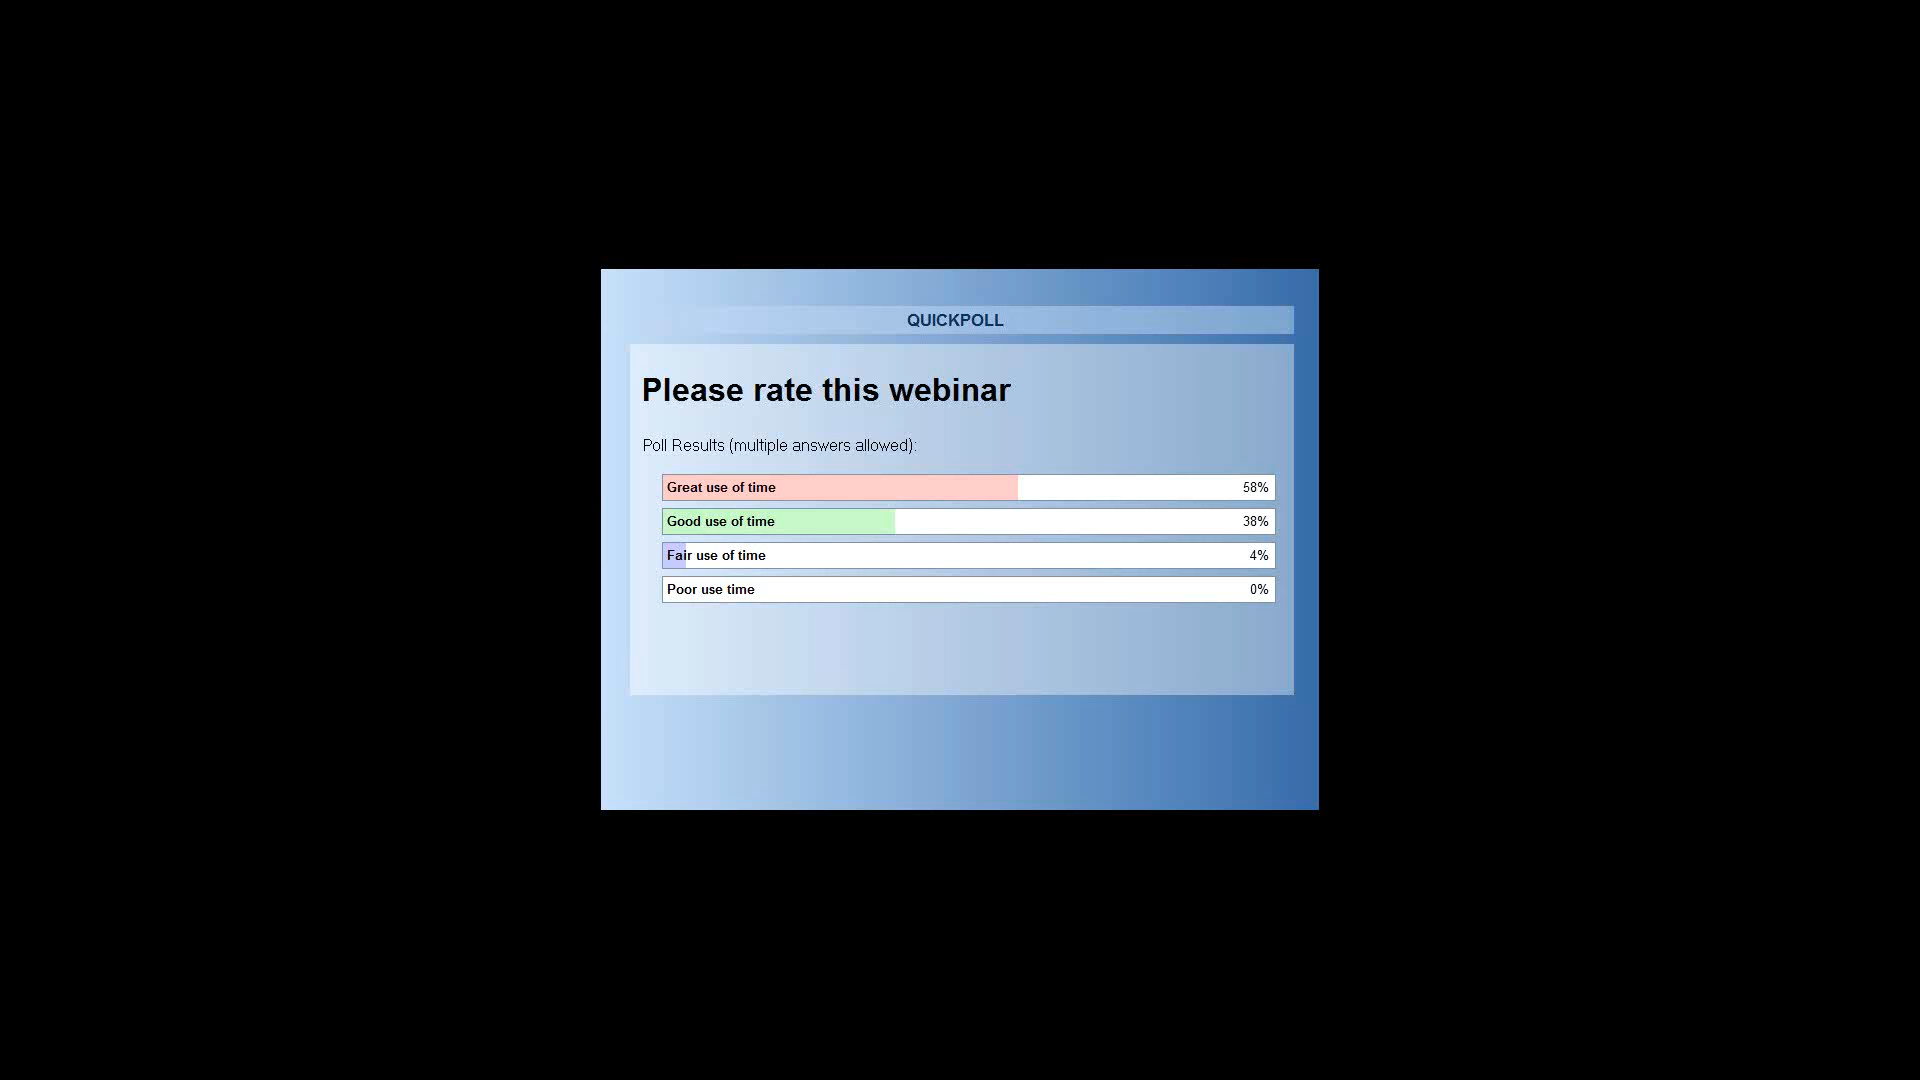 QUICKPOLL
Please rate this webinar
Poll Results (multiple answers allowed):
Great use of time 58%
Good use of time 38%
Fair use of time 4%
Poor use time 0%